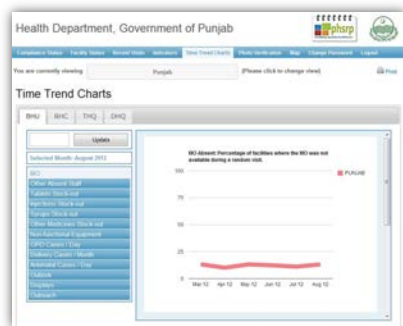 Health Department, Government of Punjab
phsrp
Compliance Status Facility Status Recent Visits Indicators Time Trend Charts Photo Verification Map Change Password Logout
You are currently viewing: Punjab (Please click to change view) Print
Time Trend Charts
BHU RHC THQ DHQ
Update
Selected Month: August 2012
MO
Other Absent Staff
Tablets Stock-out
Injections Stock-out
Syrups Stock-out
Other Medicines Stock-out
Non-functional Equipment
OPD Cases / Day
Delivery Cases / Month
Antenatal Cases / Day
Outlook
Displays
Outreach
MO Absent: Percentage of facilities where the MO was not
available during a random visit.
100
75
50
25
0
Mar 12 Apr 12 May 12 Jun 12 Jul 12 Aug 12
PUNJAB